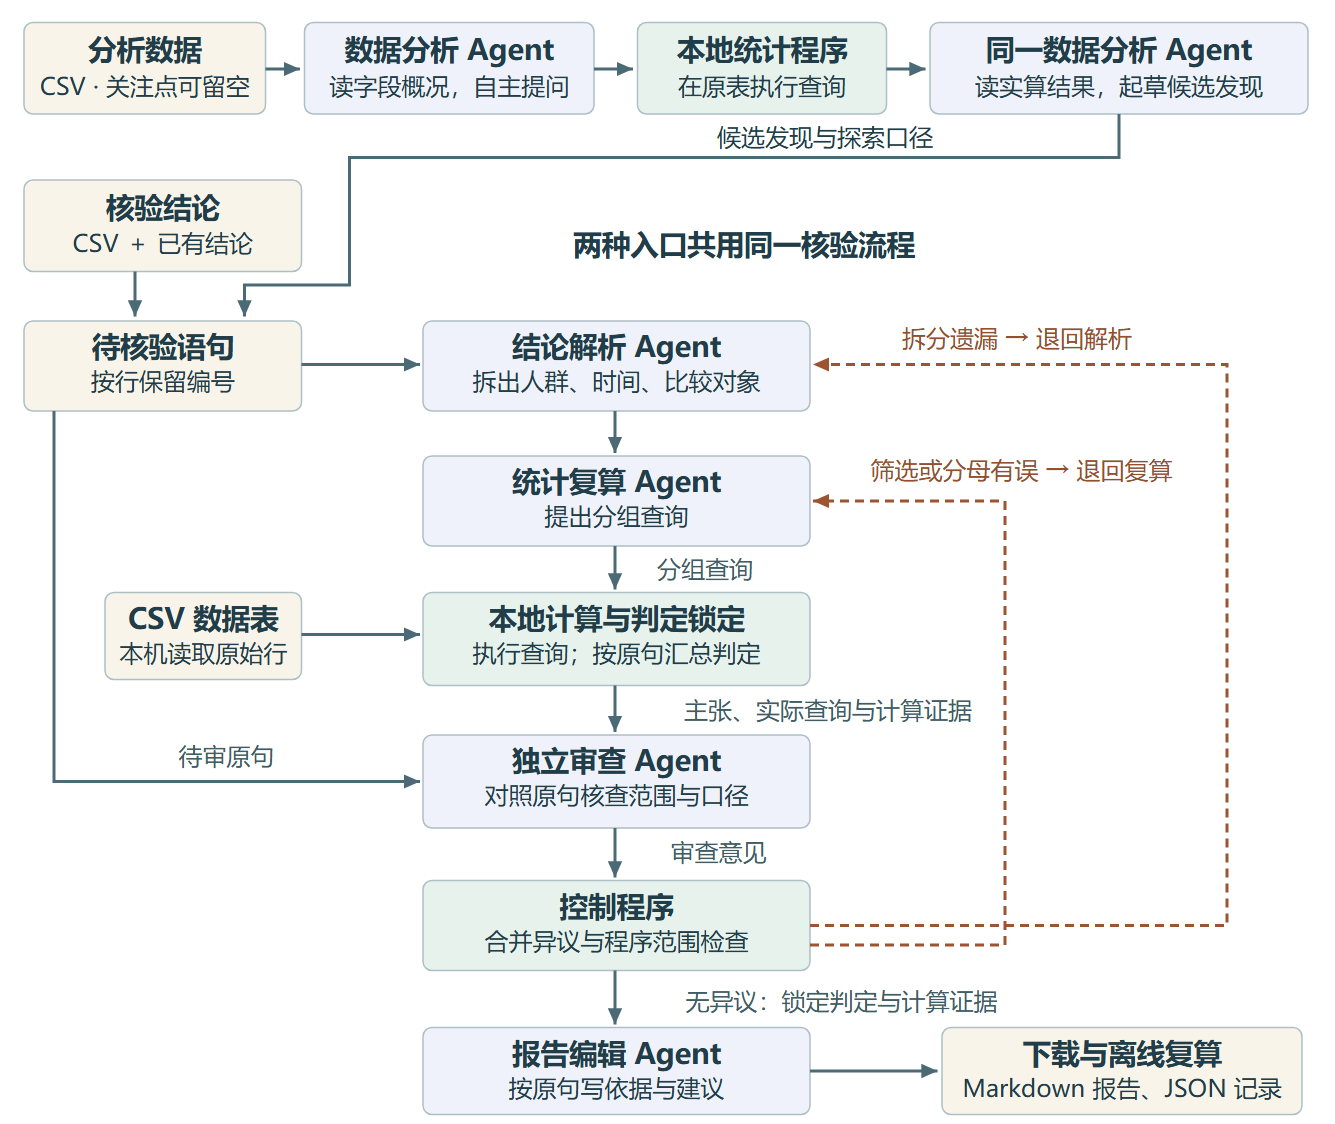 分析数据
CSV · 关注点可留空
数据分析 Agent
读字段概况，自主提问
本地统计程序
在原表执行查询
同一数据分析 Agent
读实算结果，起草候选发现
候选发现与探索口径
核验结论
CSV + 已有结论
两种入口共用同一核验流程
待核验语句
按行保留编号
结论解析 Agent
拆出人群、时间、比较对象
拆分遗漏 → 退回解析
统计复算 Agent
提出分组查询
筛选或分母有误 → 退回复算
分组查询
CSV 数据表
本机读取原始行
本地计算与判定锁定
执行查询；按原句汇总判定
主张、实际查询与计算证据
待审原句
独立审查 Agent
对照原句核查范围与口径
审查意见
控制程序
合并异议与程序范围检查
无异议：锁定判定与计算证据
报告编辑 Agent
按原句写依据与建议
下载与离线复算
Markdown 报告、JSON 记录